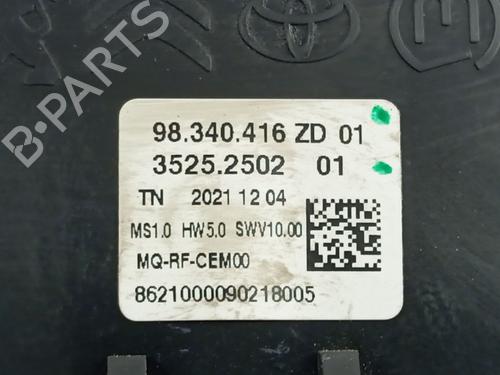 98.340.416 ZD 01
3525.2502 01
TN 2021 12 04
MS1.0 HW5.0 SWV10.00
MQ-RF-CEM00
8621000090218005
B-PARTS